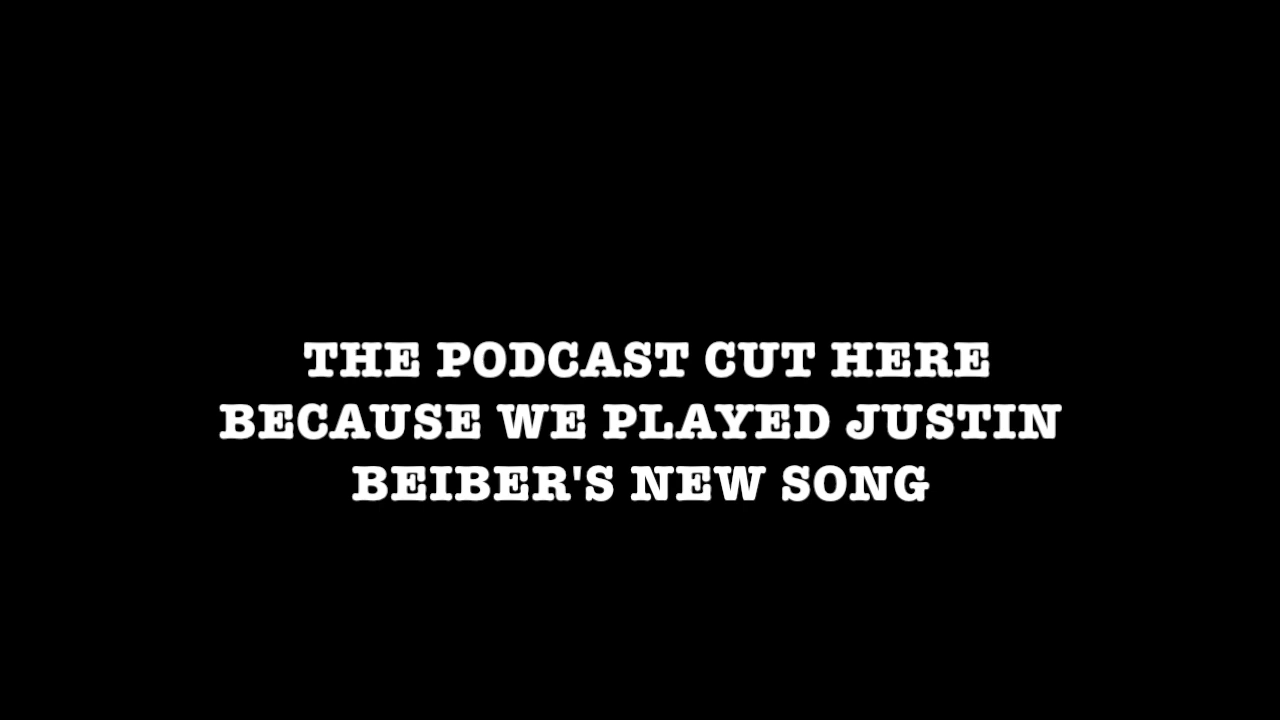 THE PODCAST CUT HERE
BECAUSE WE PLAYED JUSTIN
BEIBER'S NEW SONG